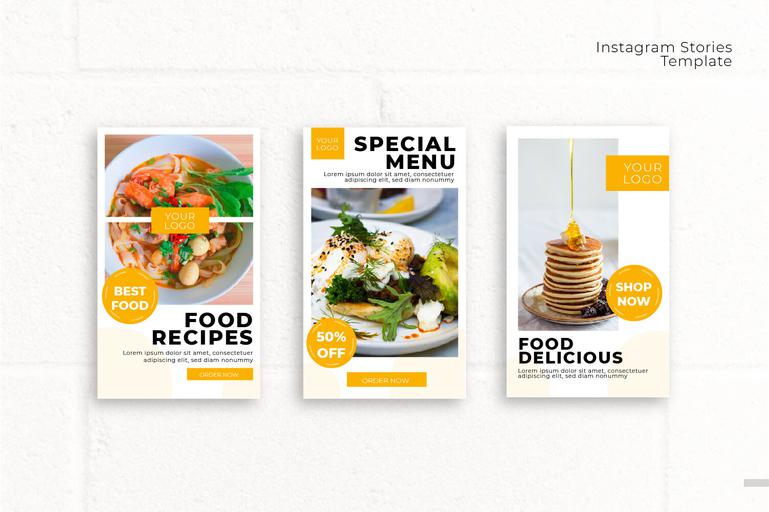 Instagram Stories
Template
YOUR
LOGO
BEST
FOOD
FOOD
RECIPES
Lorem ipsum dolor sit amet, consectetuer
adipiscing elit, sed diam nonummy
ORDER NOW
YOUR
LOGO
SPECIAL
MENU
Lorem ipsum dolor sit amet, consectetuer
adipiscing elit, sed diam nonummy
50%
OFF
ORDER NOW
YOUR
LOGO
SHOP
NOW
FOOD
DELICIOUS
Lorem ipsum dolor sit amet, consectetuer
adipiscing elit, sed diam nonummy